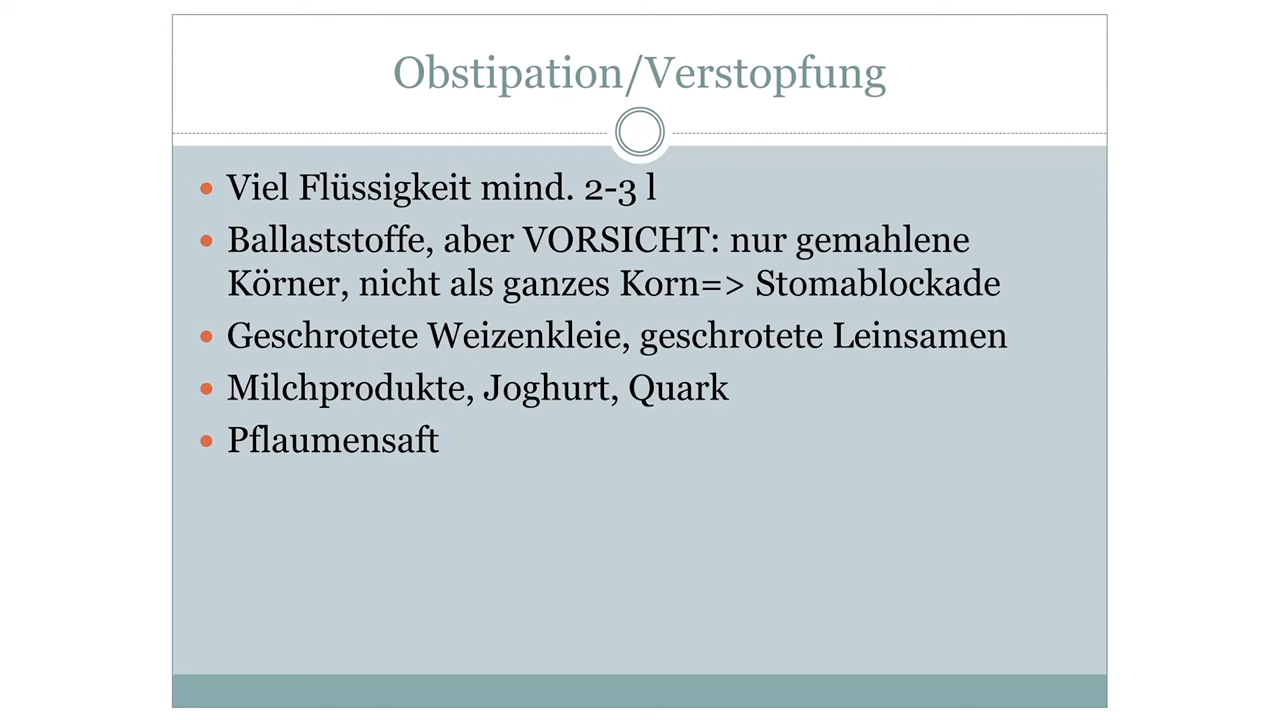 Obstipation/Verstopfung
Viel Flüssigkeit mind. 2-3 l
Ballaststoffe, aber VORSICHT: nur gemahlene
Körner, nicht als ganzes Korn=> Stomablockade
Geschrotete Weizenkleie, geschrotete Leinsamen
Milchprodukte, Joghurt, Quark
Pflaumensaft